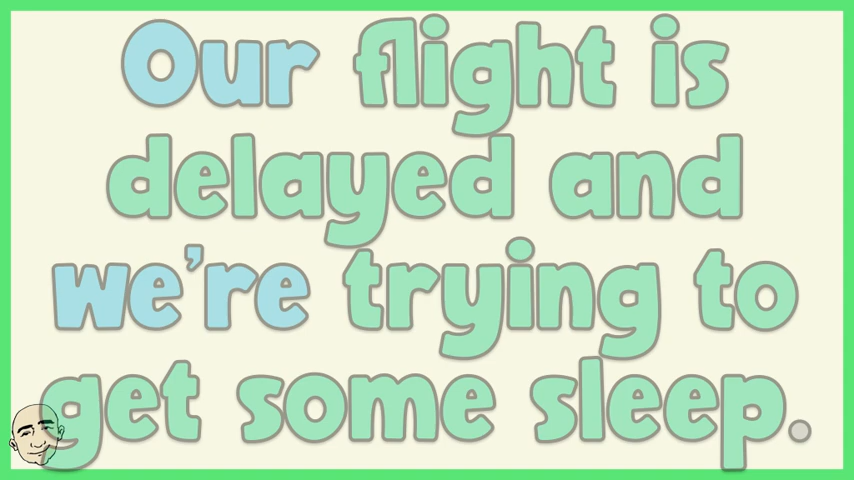 Our flight is
delayed and
we're trying to
get some sleep.